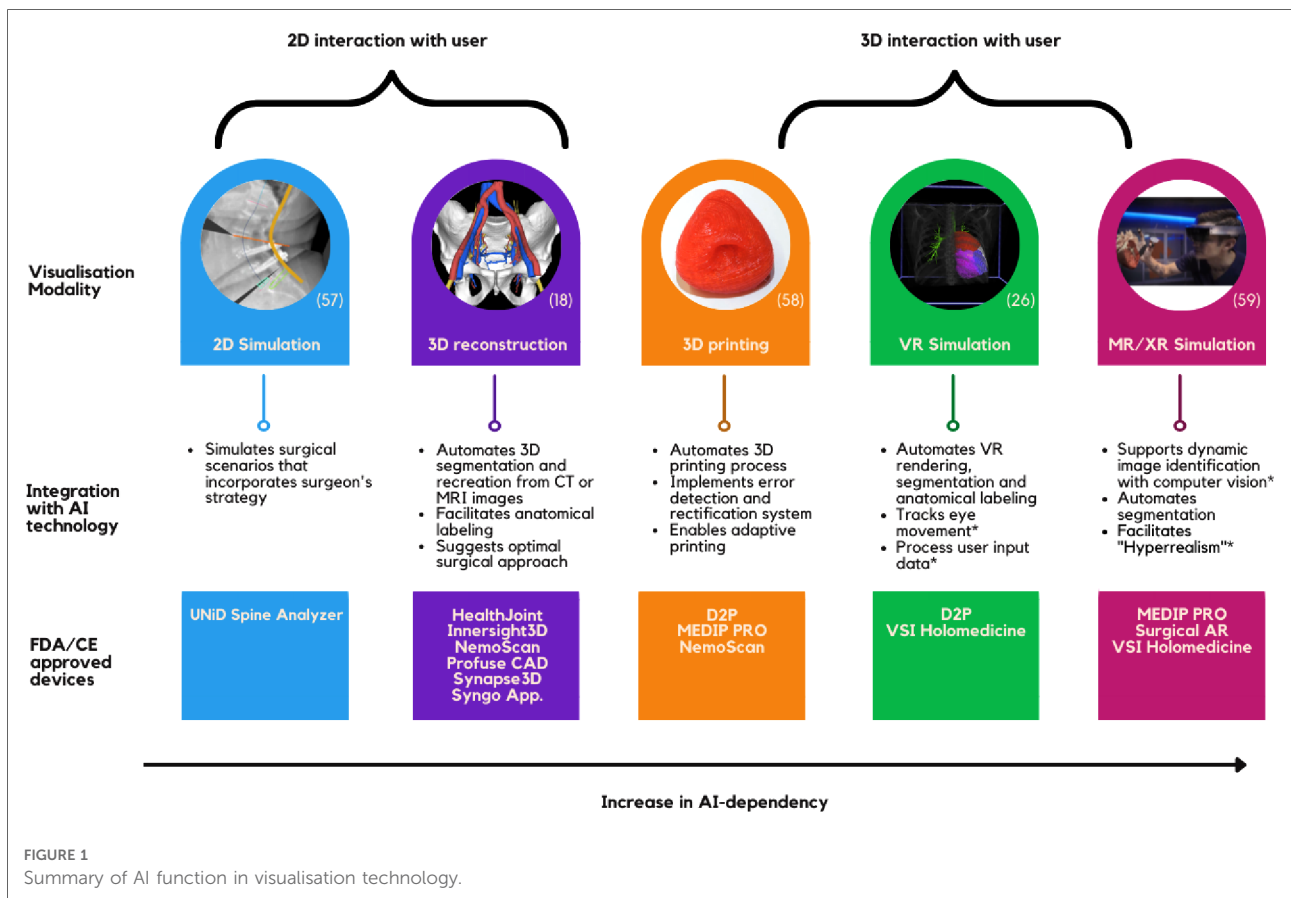 2D interaction with user
3D interaction with user
Visualisation
Modality
(57)
2D Simulation
(18)
3D reconstruction
(58)
3D printing
(26)
VR Simulation
(59)
MR/XR Simulation
Integration
with AI
technology
• Simulates surgical
scenarios that
incorporates surgeon's
strategy
• Automates 3D
segmentation and
recreation from CT or
MRI images
• Facilitates anatomical
labeling
• Suggests optimal
surgical approach
• Automates 3D
printing process
• Implements error
detection and
rectification system
• Enables adaptive
printing
• Automates VR
rendering,
segmentation and
anatomical labeling
• Tracks eye
movement*
• Process user input
data*
• Supports dynamic
image identification
with computer vision*
• Automates
segmentation
• Facilitates
"Hyperrealism"*
FDA/CE
approved
devices
UNiD Spine Analyzer
HealthJoint
Innersight3D
NemoScan
Profuse CAD
Synapse3D
Syngo App.
D2P
MEDIP PRO
NemoScan
D2P
VSI Holomedicine
MEDIP PRO
Surgical AR
VSI Holomedicine
Increase in AI-dependency
FIGURE 1
Summary of AI function in visualisation technology.